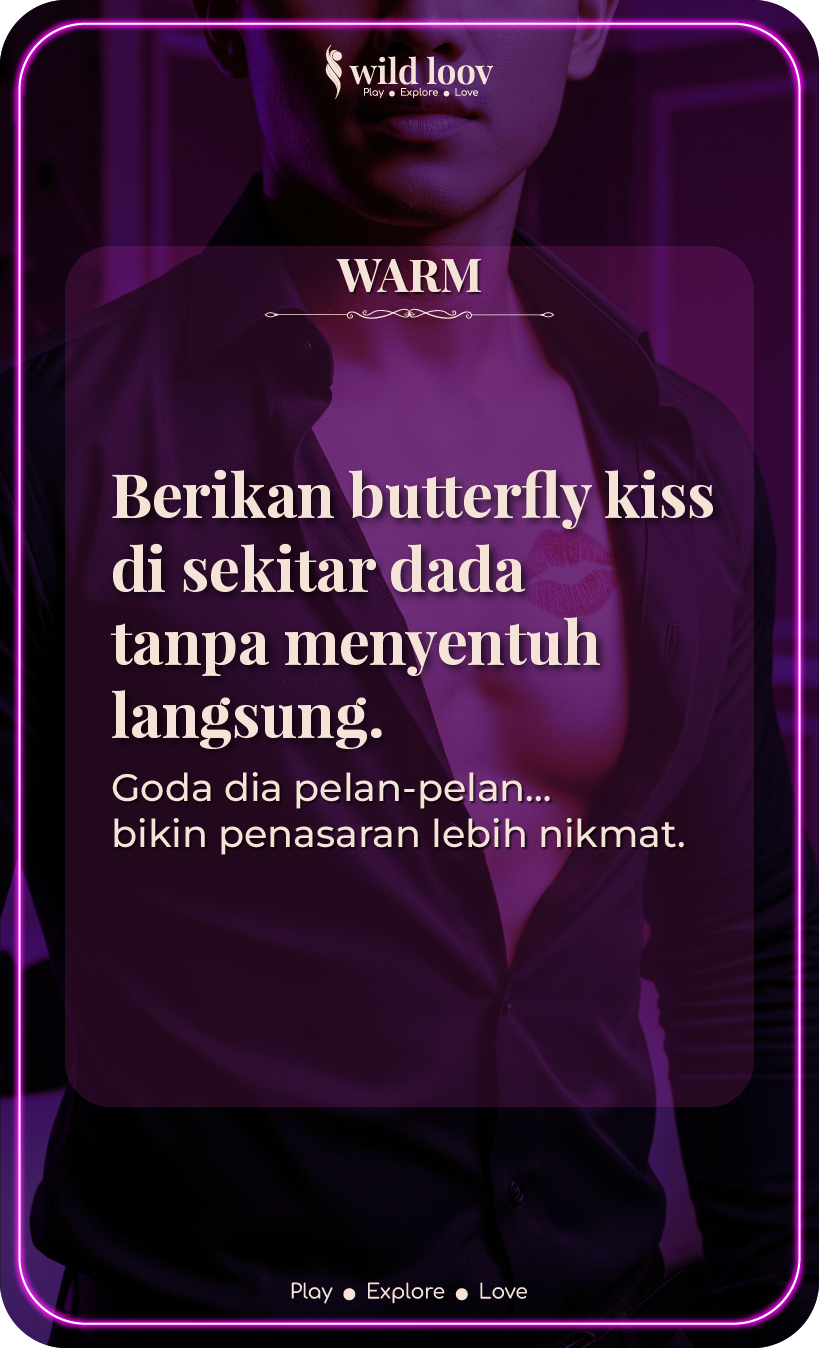 wild loov
Play ● Explore ● Love
WARM
Berikan butterfly kiss
di sekitar dada
tanpa menyentuh
langsung.
Goda dia pelan-pelan...
bikin penasaran lebih nikmat.
Play ● Explore ● Love